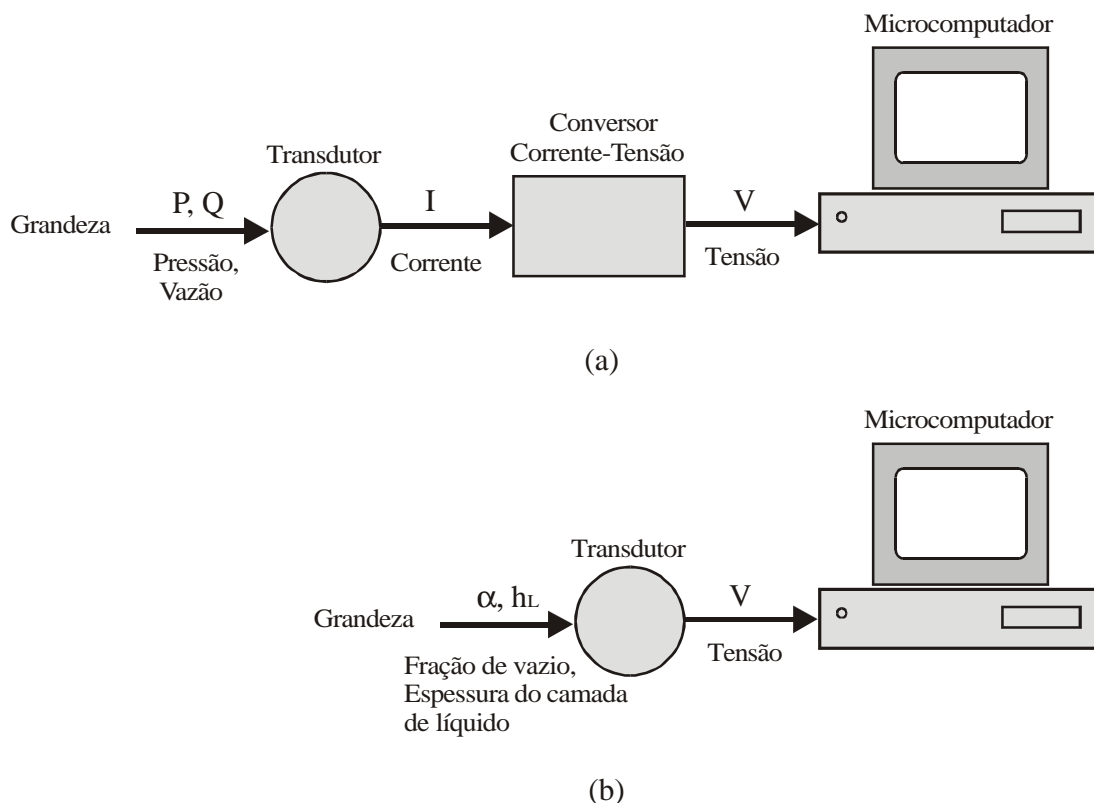 Microcomputador
Conversor
Corrente-Tensão
Transdutor
Grandeza
P, Q
I
V
Pressão,
Vazão
Corrente
Tensão
(a)
Microcomputador
Transdutor
Grandeza
α, hL
V
Fração de vazio,
Espessura do camada
de líquido
Tensão
(b)